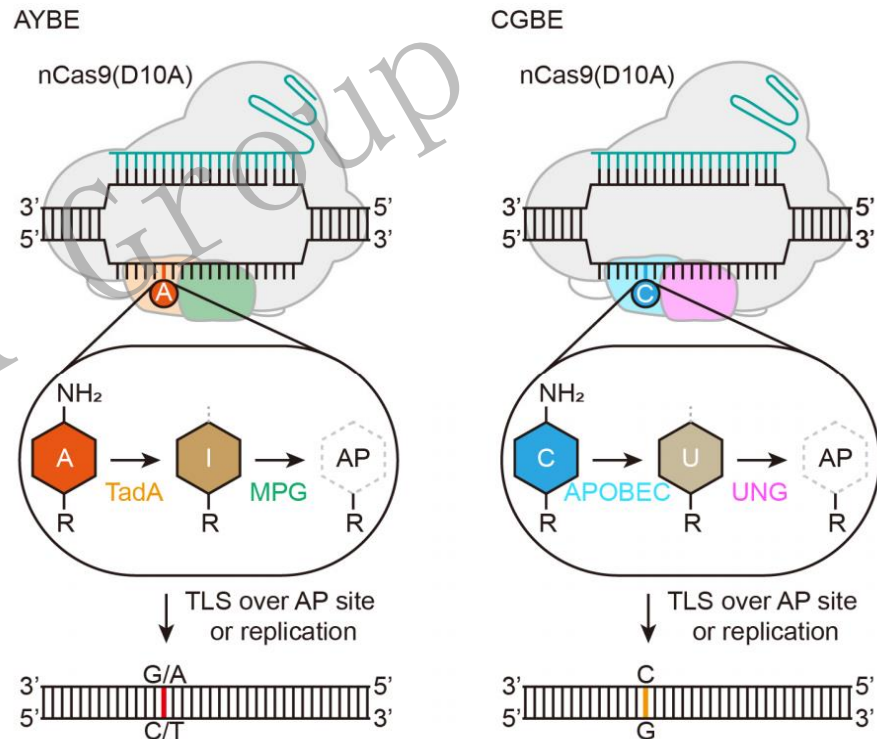 AYBE
nCas9(D10A)
3’ 5’
5’ 3’
A
NH₂
A I AP
TadA MPG
R R R
TLS over AP site
or replication
G/A
3’ 5’
5’ 3’
C/T
CGBE
nCas9(D10A)
3’ 5’
5’ 3’
C
NH₂
C U AP
APOBEC UNG
R R R
TLS over AP site
or replication
C
3’ 5’
5’ 3’
G
Group